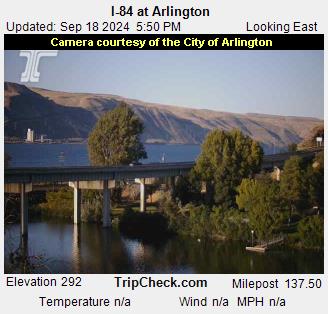 I-84 at Arlington
Updated: Sep 18 2024 5:50 PM Looking East
Camera courtesy of the City of Arlington
Elevation 292 TripCheck.com Milepost 137.50
Temperature n/a Wind n/a MPH n/a